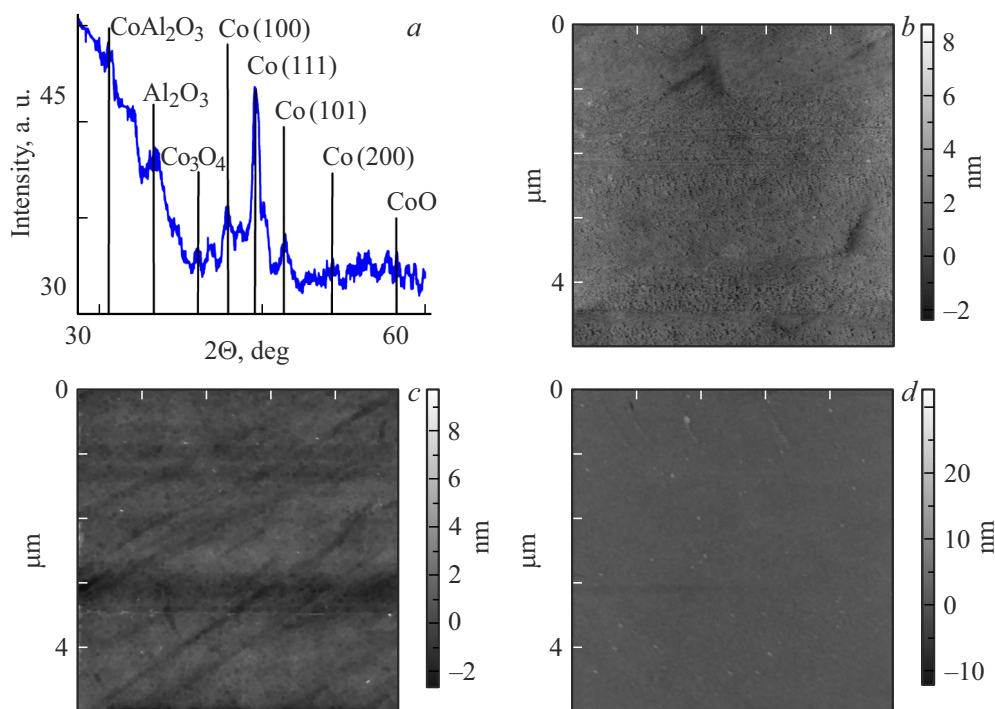 a
CoAl₂O₃
Co (100)
Co (111)
Al₂O₃
Co (101)
Co₃O₄
Co (200)
CoO
45
30
Intensity, a. u.
30
60
2Θ, deg
b
0
4
μm
8
6
4
2
0
–2
nm
c
0
4
μm
8
6
4
2
0
–2
nm
d
0
4
μm
20
10
0
–10
nm